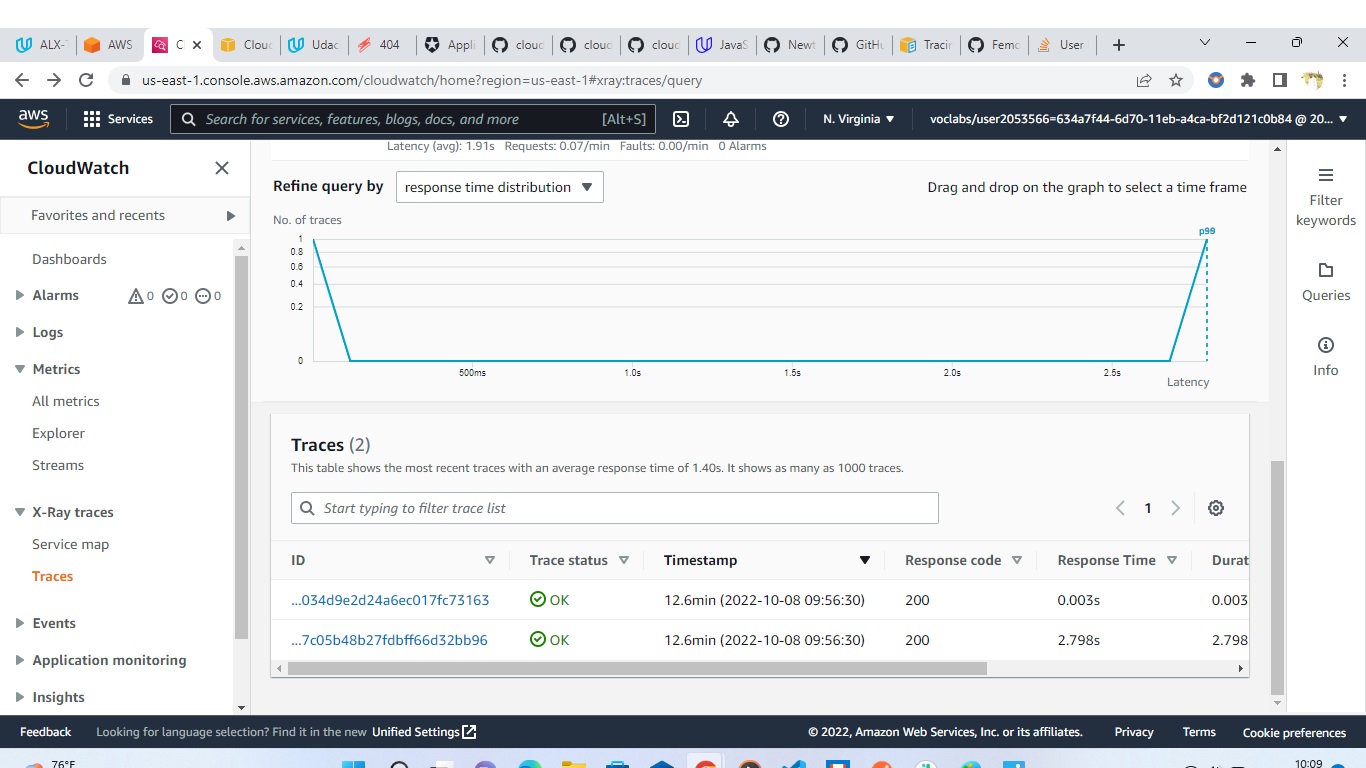 ALX-T AWS Cl Cloud Udac 404 Appli cloud cloud cloud JavaS Newt GitHu Tracin Femo User
us-east-1.console.aws.amazon.com/cloudwatch/home?region=us-east-1#xray:traces/query
aws Services Search for services, features, blogs, docs, and more [Alt+S] N. Virginia voclabs/user2053566=634a7f44-6d70-11eb-a4ca-bf2d121c0b84 @ 20...
CloudWatch
Favorites and recents
Dashboards
Alarms 0 0 0
Logs
Metrics
All metrics
Explorer
Streams
X-Ray traces
Service map
Traces
Events
Application monitoring
Insights
Latency (avg): 1.91s Requests: 0.07/min Faults: 0.00/min 0 Alarms
Refine query by response time distribution Drag and drop on the graph to select a time frame
No. of traces
p99
1
0.8
0.6
0.4
0.2
0
500ms 1.0s 1.5s 2.0s 2.5s
Latency
Traces (2)
This table shows the most recent traces with an average response time of 1.40s. It shows as many as 1000 traces.
Start typing to filter trace list 1
ID Trace status Timestamp Response code Response Time Durat
...034d9e2d24a6ec017fc73163 OK 12.6min (2022-10-08 09:56:30) 200 0.003s 0.003
...7c05b48b27fdbff66d32bb96 OK 12.6min (2022-10-08 09:56:30) 200 2.798s 2.798
Filter
keywords
Queries
Info
Feedback Looking for language selection? Find it in the new Unified Settings © 2022, Amazon Web Services, Inc. or its affiliates. Privacy Terms Cookie preferences
76°F 10:09